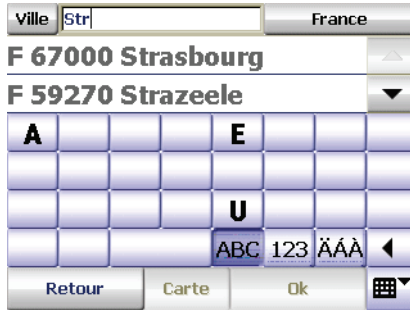 Ville Str France
F 67000 Strasbourg
F 59270 Strazeele
A E
U
ABC 123 ÄÁÀ
Retour Carte Ok